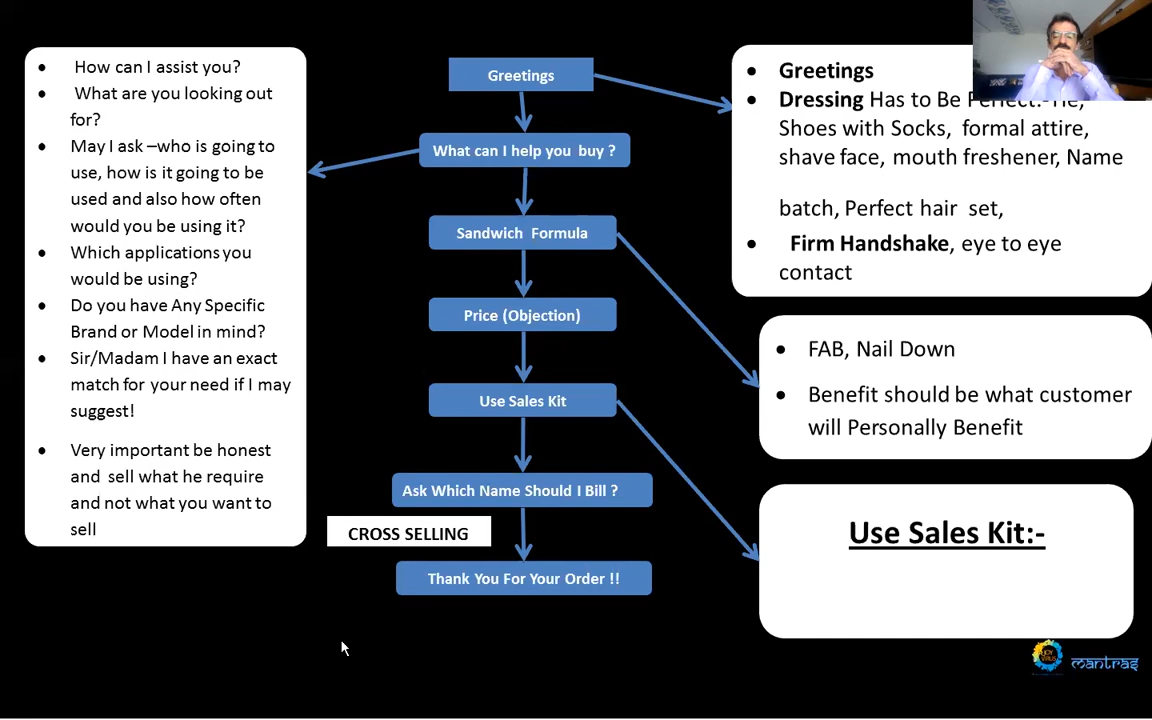 How can I assist you?
What are you looking out
for?
May I ask –who is going to
use, how is it going to be
used and also how often
would you be using it?
Which applications you
would be using?
Do you have Any Specific
Brand or Model in mind?
Sir/Madam I have an exact
match for your need if I may
suggest!
Very important be honest
and sell what he require
and not what you want to
sell
Greetings
What can I help you buy ?
Sandwich Formula
Price (Objection)
Use Sales Kit
Ask Which Name Should I Bill ?
CROSS SELLING
Thank You For Your Order !!
Greetings
Dressing Has to Be
Shoes with Socks, formal attire,
shave face, mouth freshener, Name
batch, Perfect hair set,
Firm Handshake, eye to eye
contact
FAB, Nail Down
Benefit should be what customer
will Personally Benefit
Use Sales Kit:-
mantras